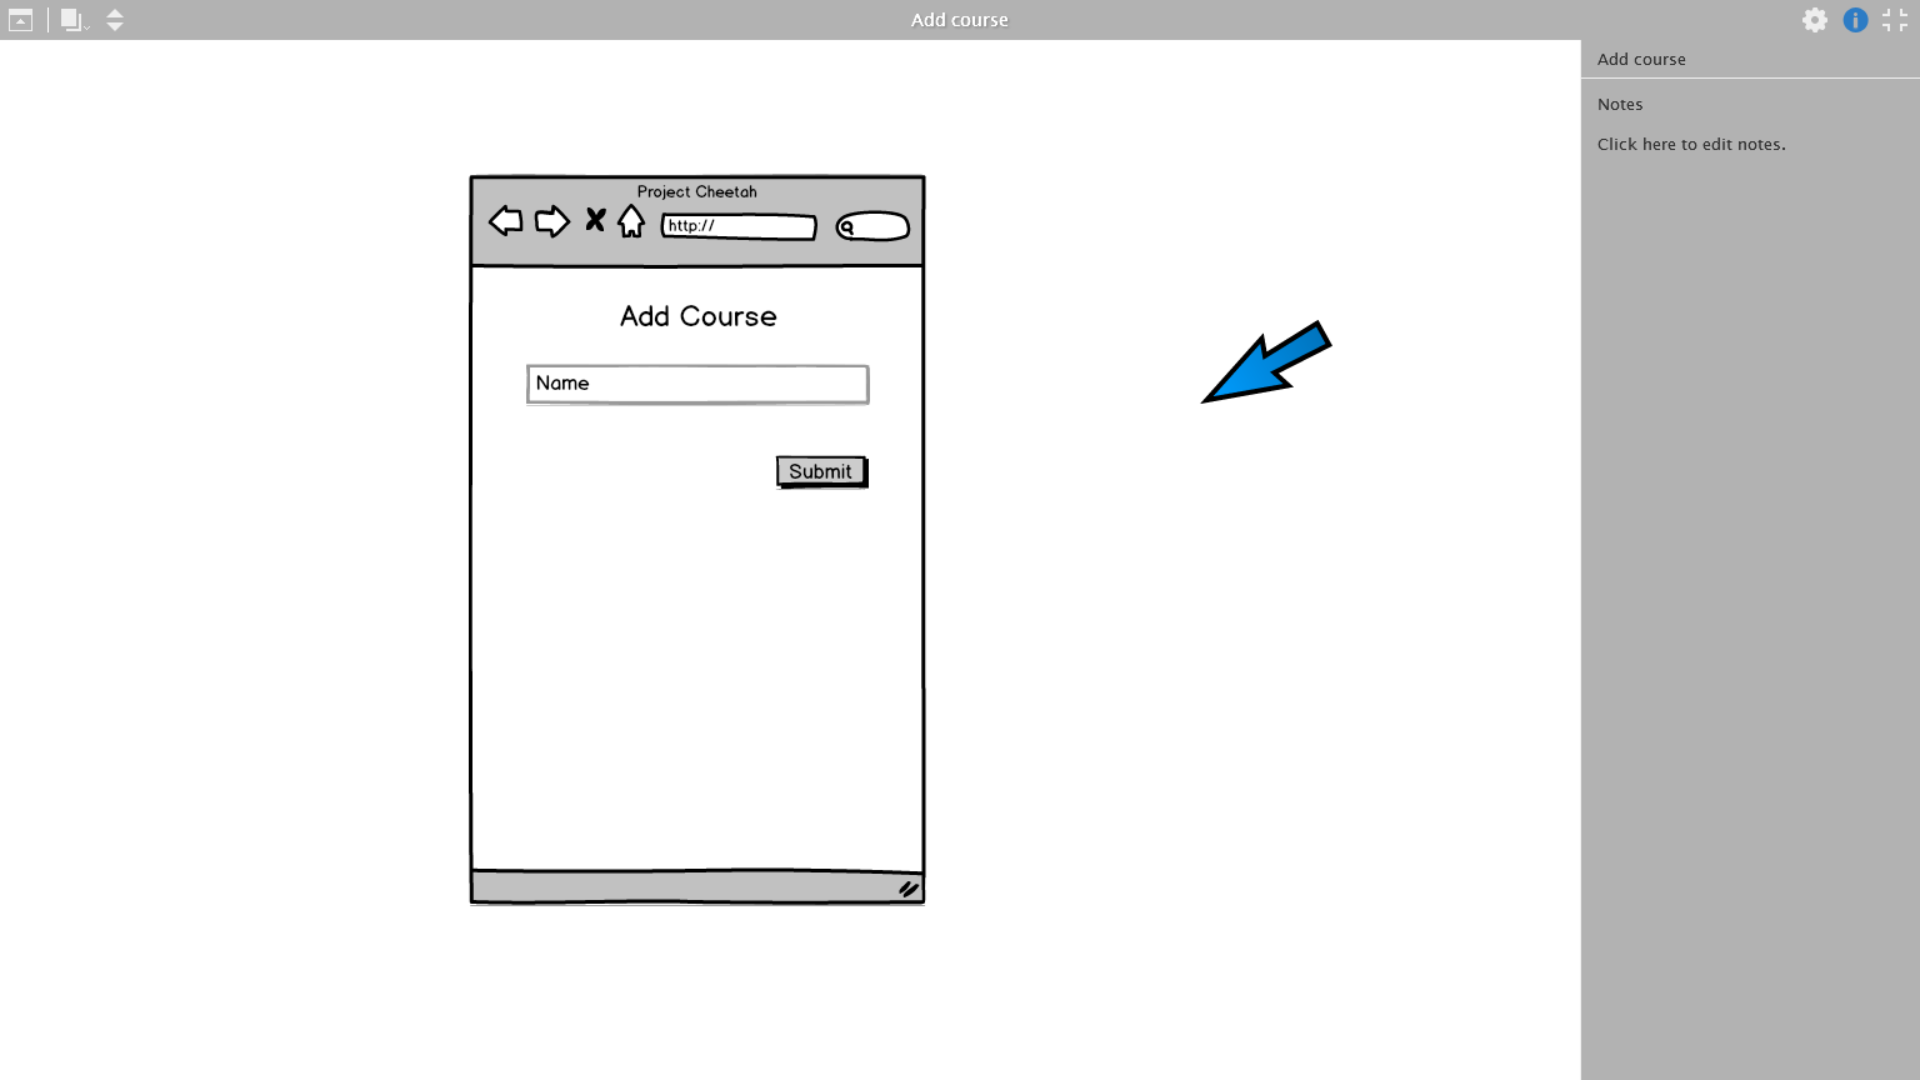 Add course
Add course
Notes
Click here to edit notes.
Project Cheetah
http://
Add Course
Name
Submit